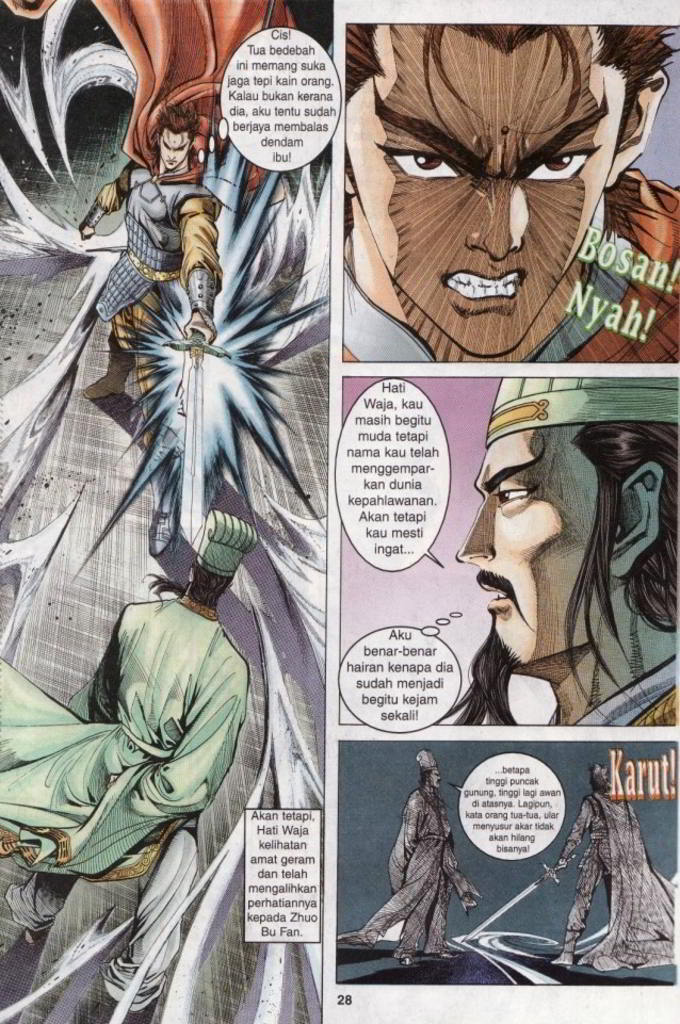 Cis!
Tua bedebah
ini memang suka
jaga tepi kain orang.
Kalau bukan kerana
dia, aku tentu sudah
berjaya membalas
dendam
ibu!
Akan tetapi,
Hati Waja
kelihatan
amat geram
dan telah
mengalihkan
perhatiannya
kepada Zhuo
Bu Fan.
Bosan!
Nyah!
Hati
Waja, kau
masih begitu
muda tetapi
nama kau telah
menggempar-
kan dunia
kepahlawanan.
Akan tetapi
kau mesti
ingat...
Aku
benar-benar
hairan kenapa dia
sudah menjadi
begitu kejam
sekali!
...betapa
tinggi puncak
gunung, tinggi lagi awan
di atasnya. Lagipun,
kata orang tua-tua, ular
menyusur akar tidak
akan hilang
bisanya!
Karut!
28